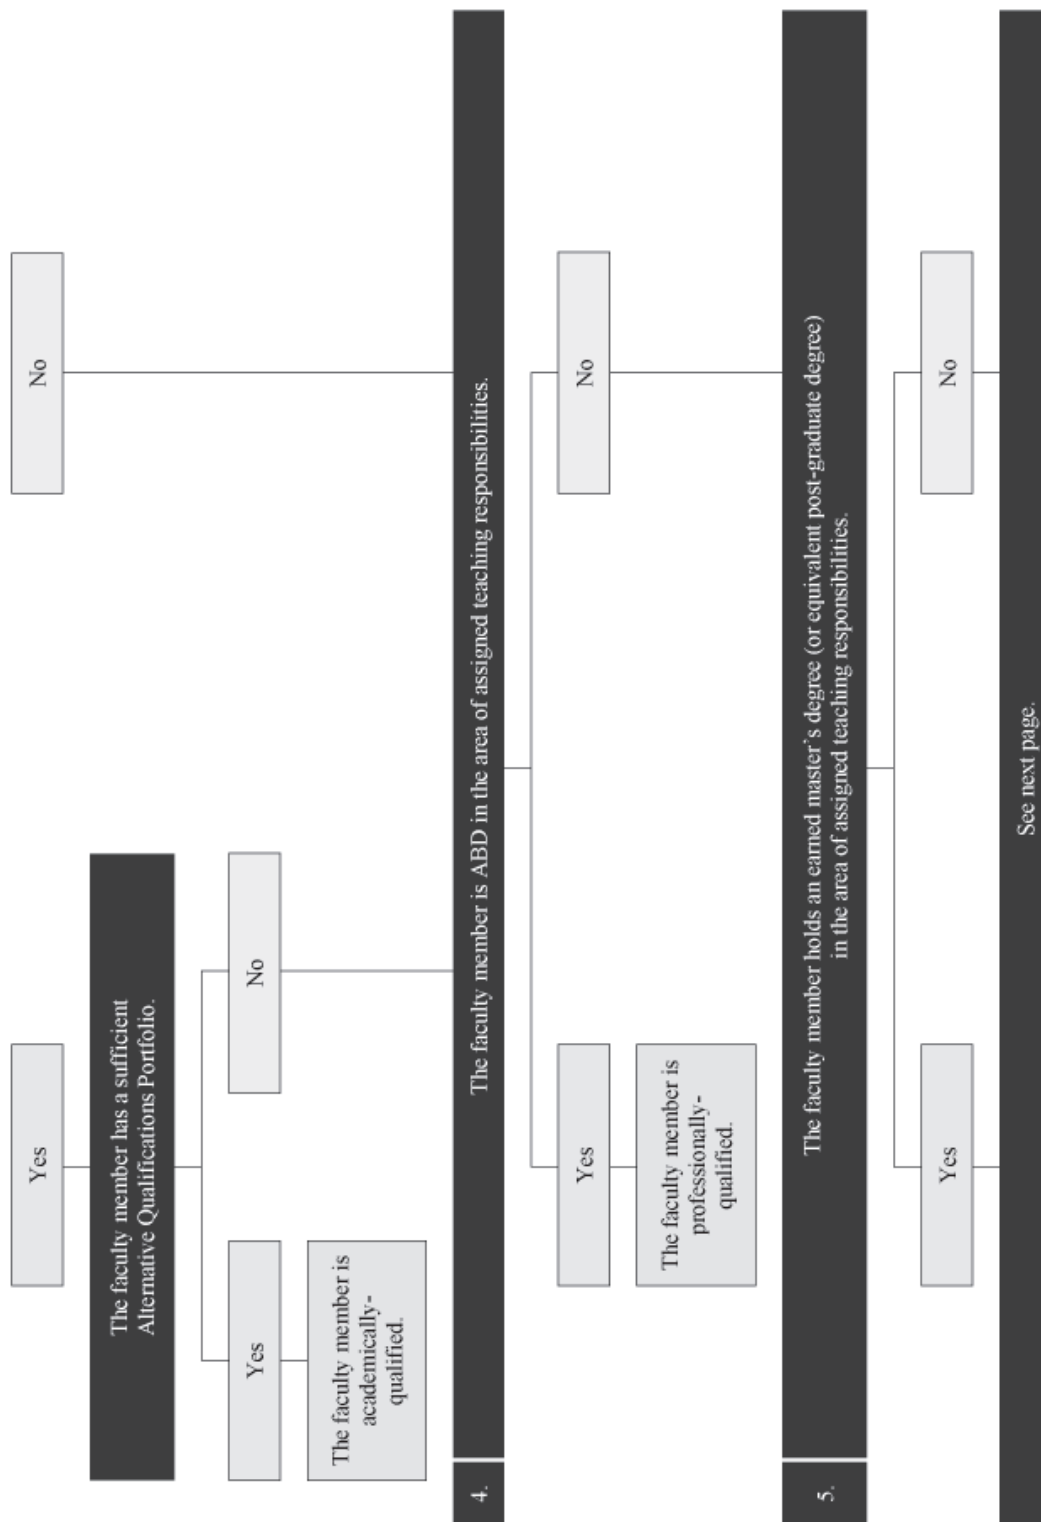 Yes
No
The faculty member has a sufficient
Alternative Qualifications Portfolio.
Yes
No
The faculty member is
academically-
qualified.
4.
The faculty member is ABD in the area of assigned teaching responsibilities.
Yes
No
The faculty member is
professionally-
qualified.
5.
The faculty member holds an earned master's degree (or equivalent post-graduate degree)
in the area of assigned teaching responsibilities.
Yes
No
See next page.